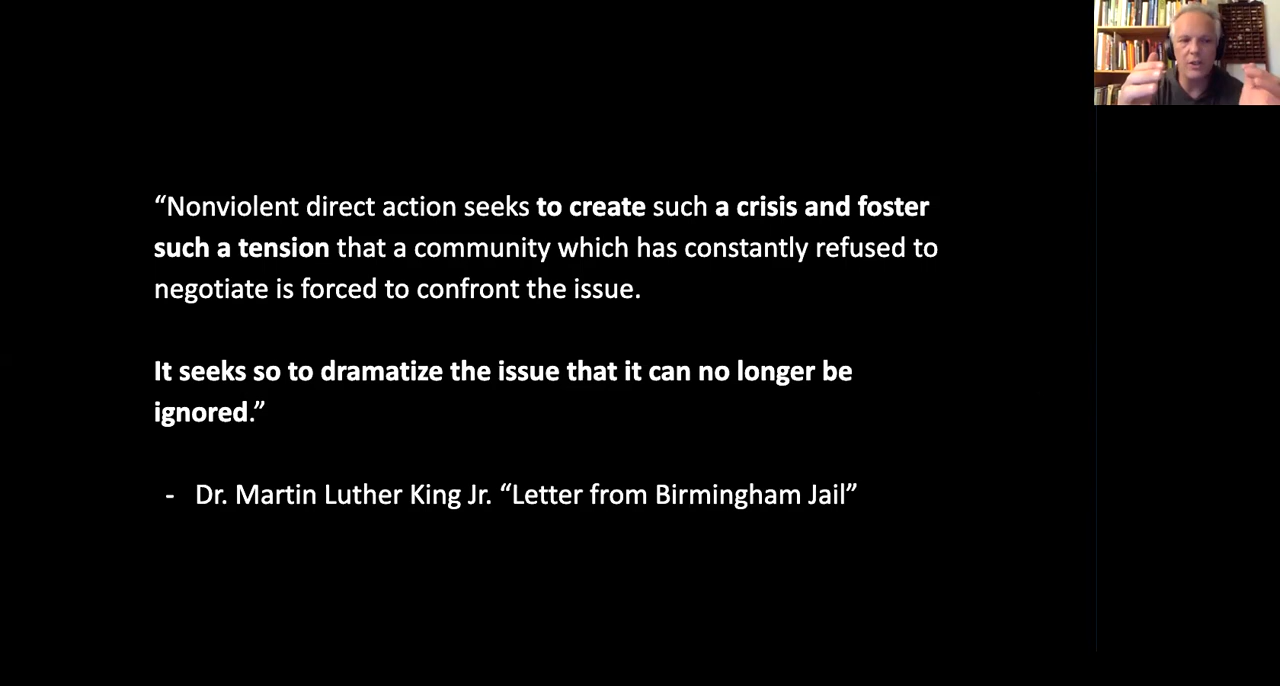 “Nonviolent direct action seeks to create such a crisis and foster
such a tension that a community which has constantly refused to
negotiate is forced to confront the issue.
It seeks so to dramatize the issue that it can no longer be
ignored.”
- Dr. Martin Luther King Jr. “Letter from Birmingham Jail”